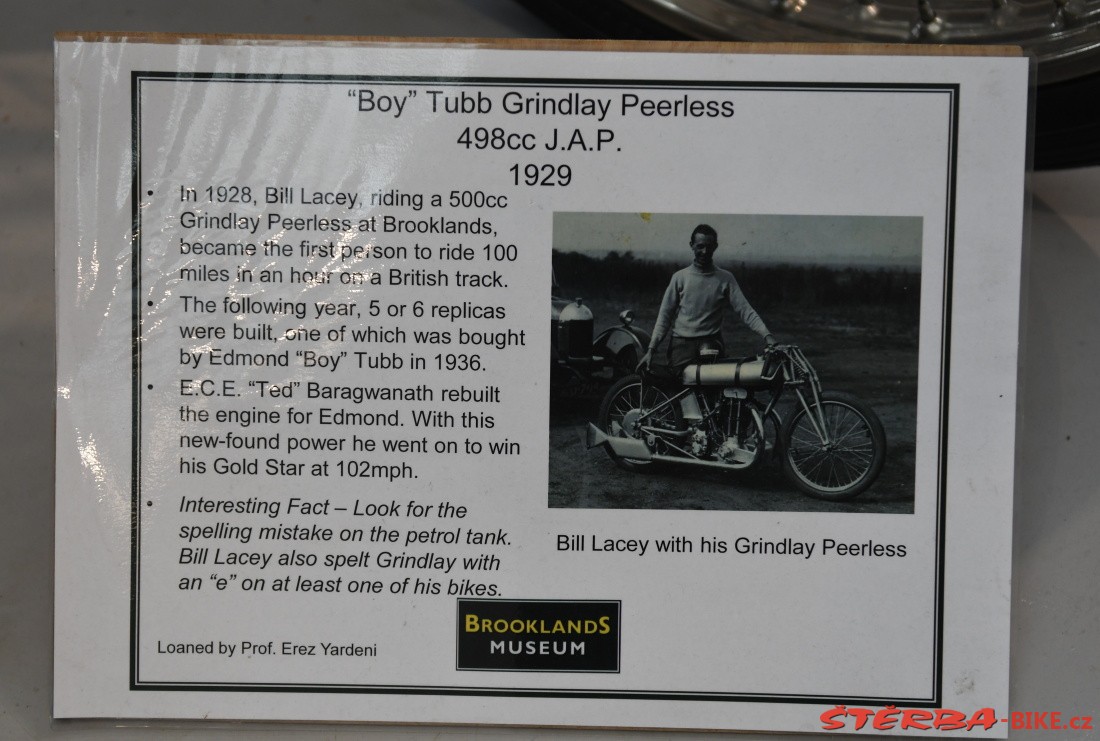 “Boy” Tubb Grindlay Peerless
498cc J.A.P.
1929
• In 1928, Bill Lacey, riding a 500cc
Grindlay Peerless at Brooklands,
became the first person to ride 100
miles in an hour on a British track.
• The following year, 5 or 6 replicas
were built, one of which was bought
by Edmond “Boy” Tubb in 1936.
• E.C.E. “Ted” Baragwanath rebuilt
the engine for Edmond. With this
new-found power he went on to win
his Gold Star at 102mph.
• Interesting Fact – Look for the
spelling mistake on the petrol tank.
Bill Lacey also spelt Grindlay with
an “e” on at least one of his bikes.
Bill Lacey with his Grindlay Peerless
BROOKLANDS
MUSEUM
Loaned by Prof. Erez Yardeni
ŠTĚRBA-BIKE.cz